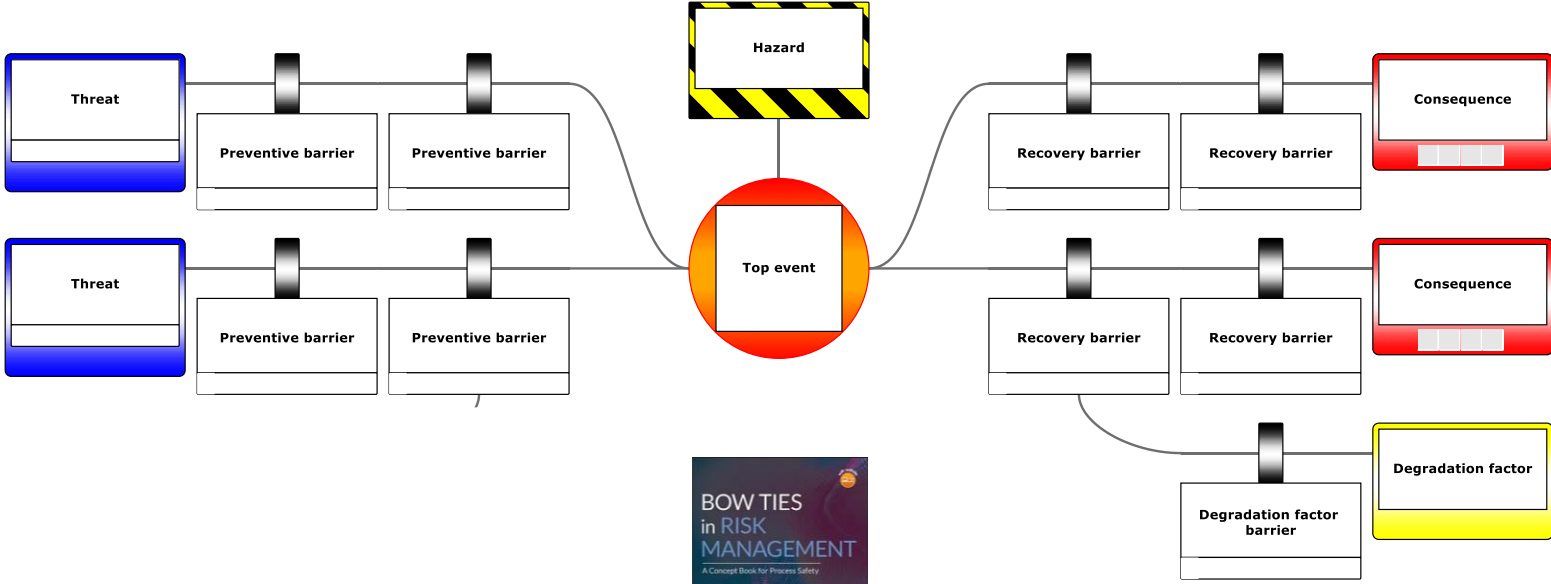 Hazard
Threat
Preventive barrier
Preventive barrier
Recovery barrier
Recovery barrier
Consequence
Top event
Threat
Preventive barrier
Preventive barrier
Recovery barrier
Recovery barrier
Consequence
Degradation factor
Degradation factor
barrier
BOW TIES
in RISK
MANAGEMENT
A Concept Book for Process Safety